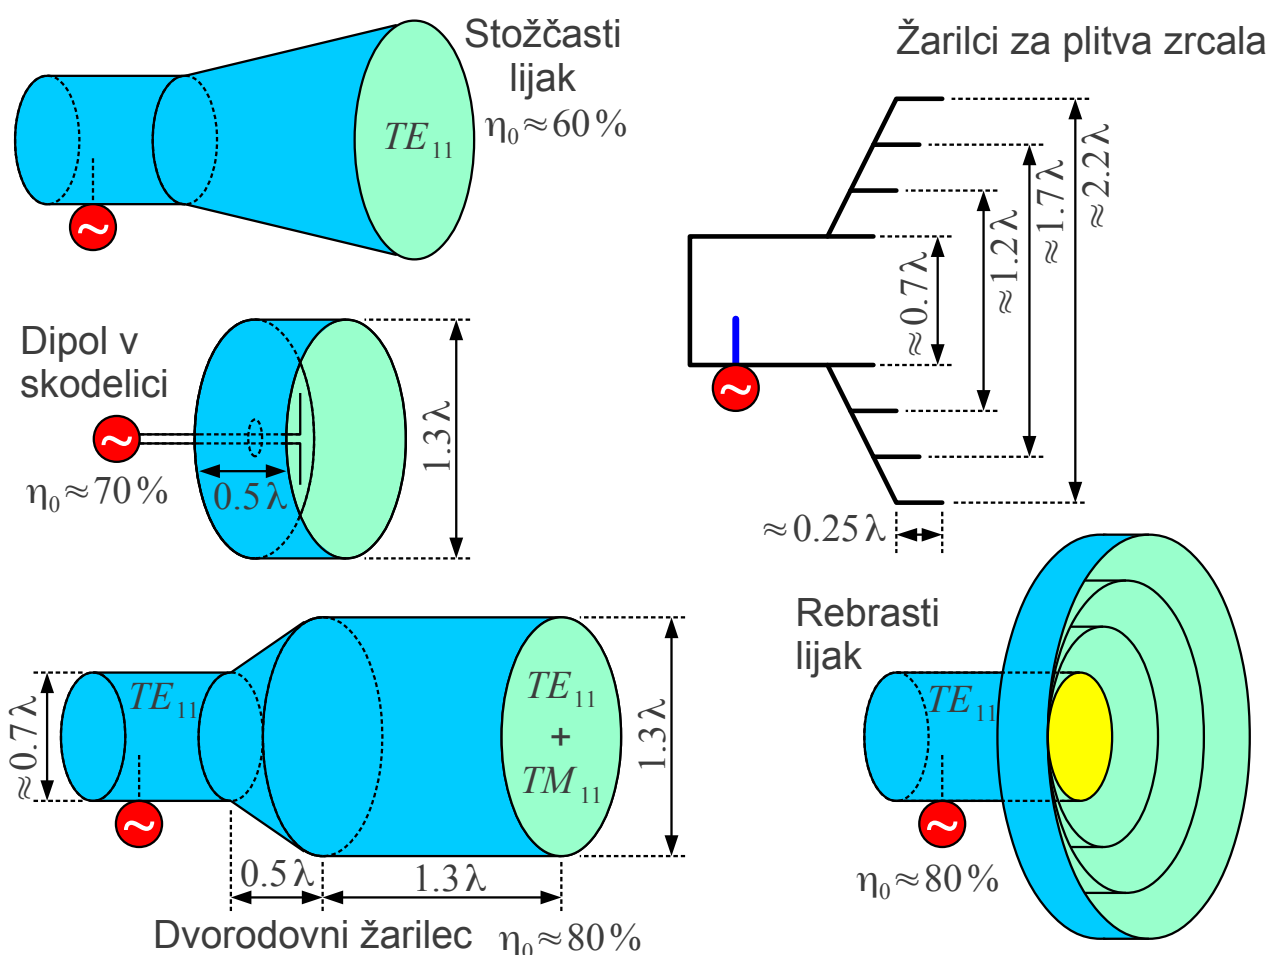 Stožčasti
lijak
η₀≈60%
TE₁₁
~
Žarilci za plitva zrcala
≈0.7λ
≈1.2λ
≈1.7λ
≈2.2λ
~
≈0.25λ
Dipol v
skodelici
~
η₀≈70%
0.5λ
1.3λ
≈0.7λ
TE₁₁
~
TE₁₁
+
TM₁₁
1.3λ
0.5λ
1.3λ
Dvorodovni žarilec
η₀≈80%
Rebrasti
lijak
TE₁₁
~
η₀≈80%